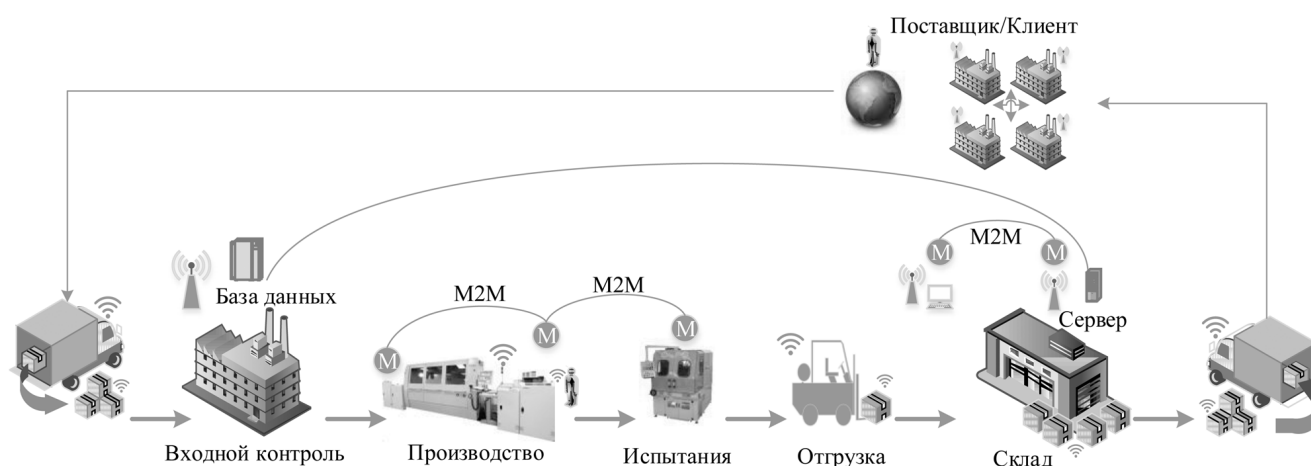 Поставщик/Клиент
M2M
M
M
База данных
M2M
M2M
M
M
M
Сервер
Входной контроль
Производство
Испытания
Отгрузка
Склад